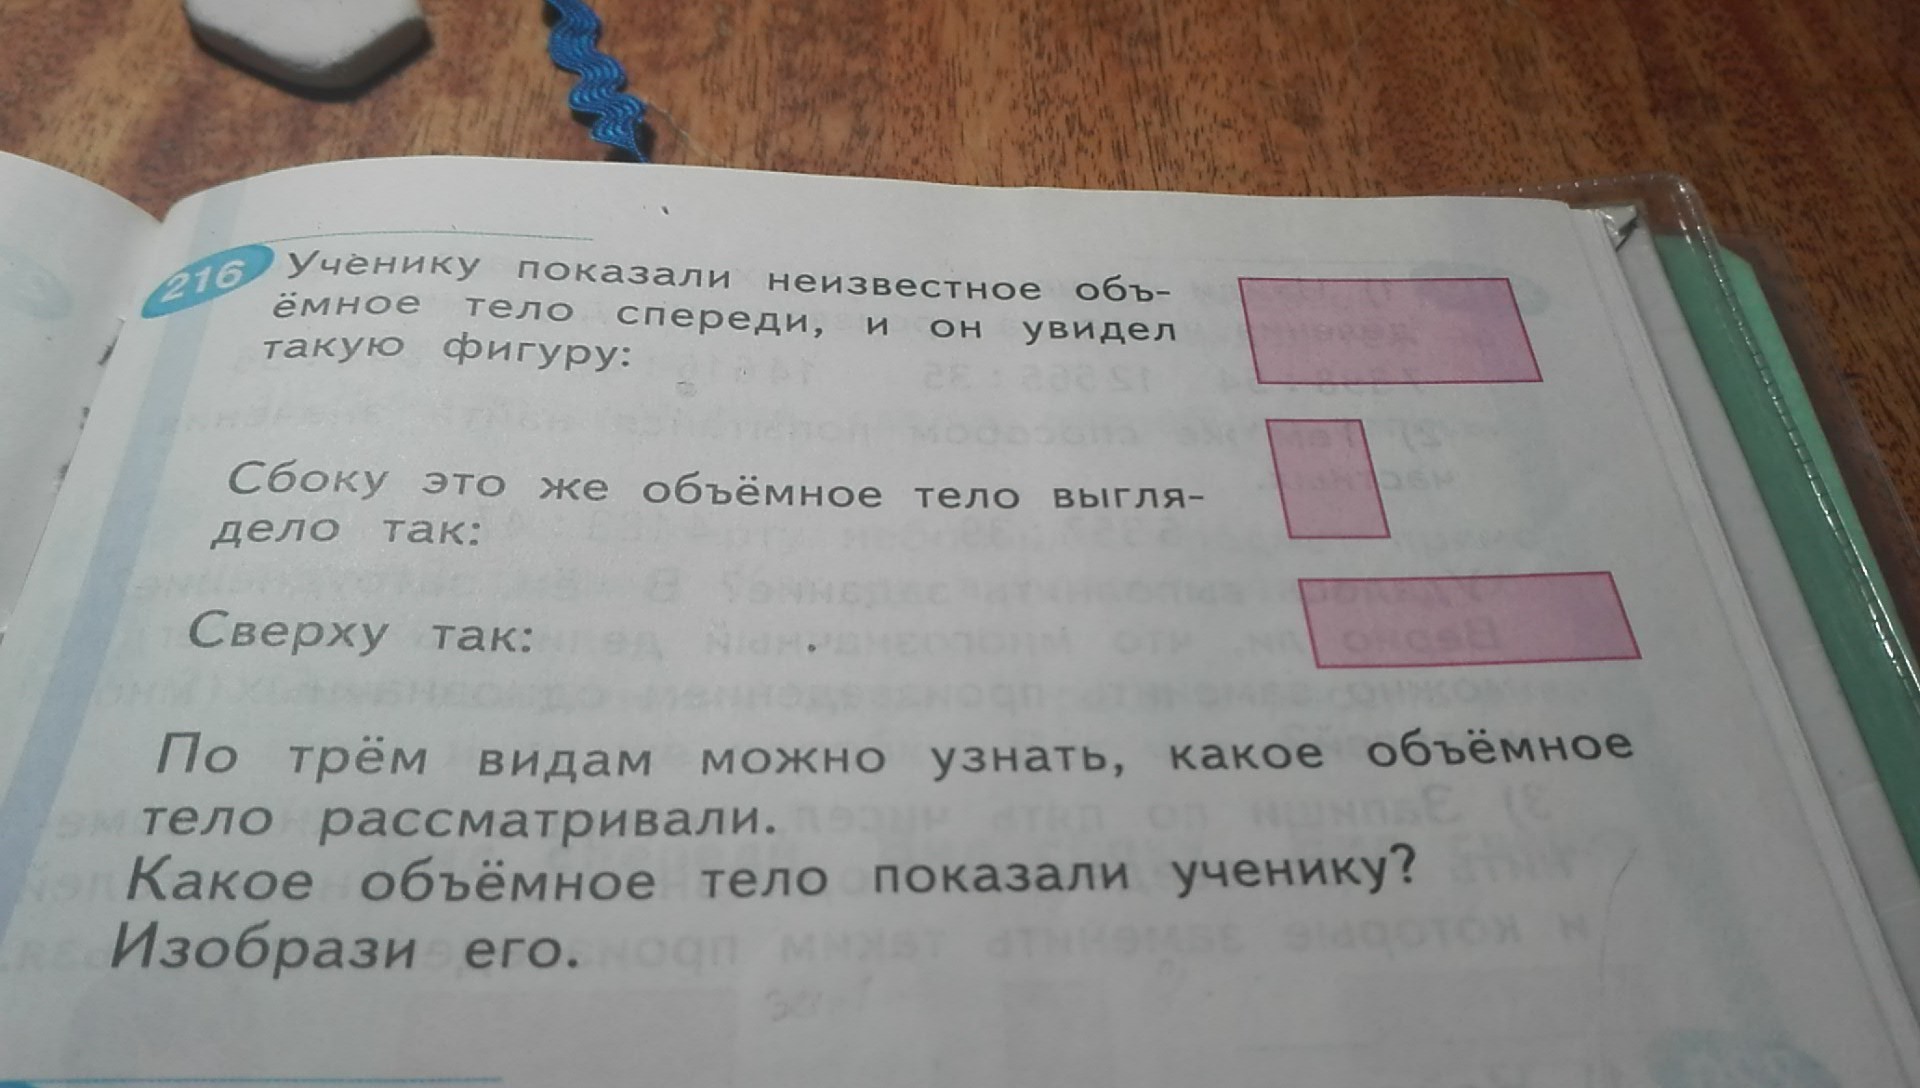 216 Ученику показали неизвестное объ-
ёмное тело спереди, и он увидел
такую фигуру:
Сбоку это же объёмное тело выгля-
дело так:
Сверху так:
По трём видам можно узнать, какое объёмное
тело рассматривали.
Какое объёмное тело показали ученику?
Изобрази его.